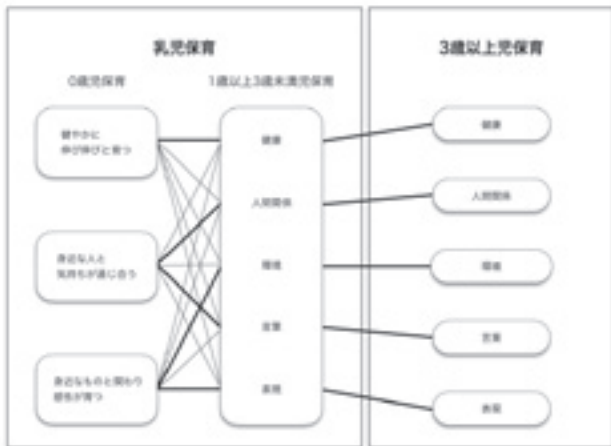 乳児保育
3歳以上児保育
0歳児保育
1歳以上3歳未満児保育
健やかに
伸び伸びと育つ
身近な人と
気持ちが通じ合う
身近なものと関わり
感性が育つ
健康
人間関係
環境
言葉
表現
健康
人間関係
環境
言葉
表現